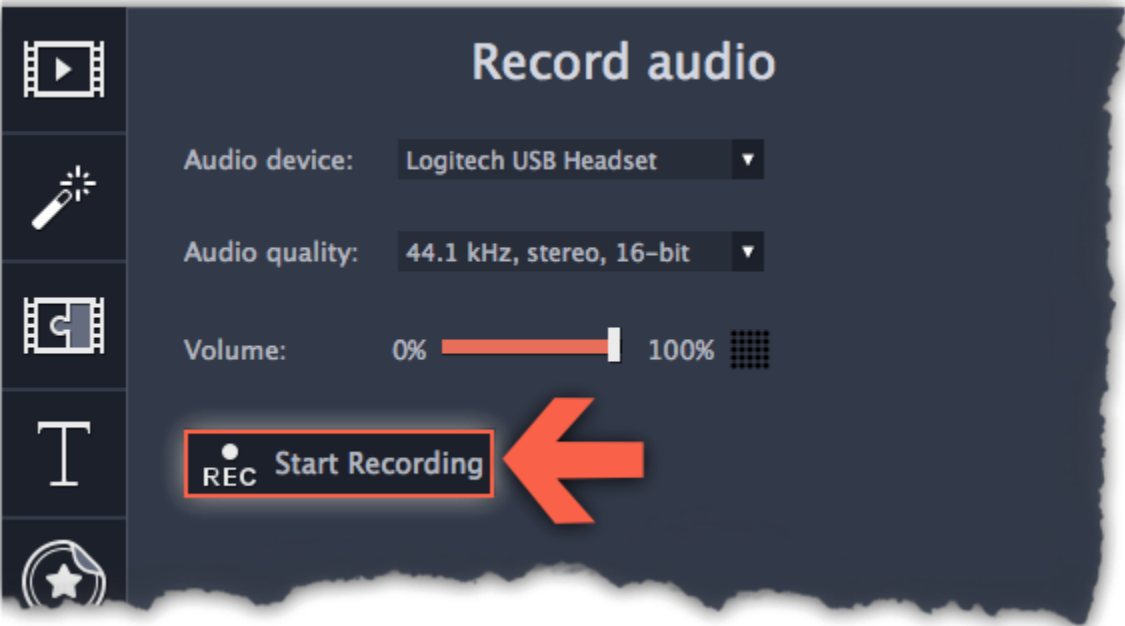 Record audio
Audio device: Logitech USB Headset
Audio quality: 44.1 kHz, stereo, 16-bit
Volume: 0% 100%
REC Start Recording